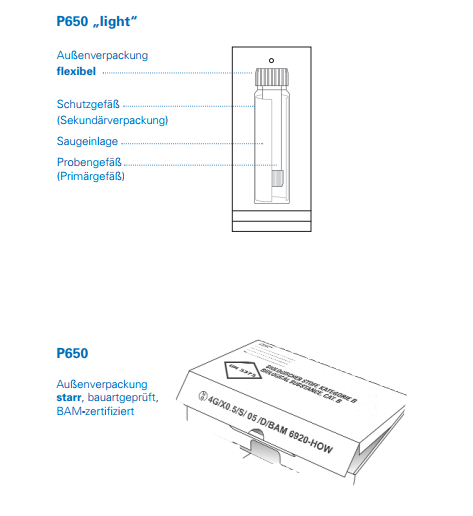 P650 „light“
Außenverpackung
flexibel
Schutzgefäß
(Sekundärverpackung)
Saugeinlage
Probengefäß
(Primärgefäß)
P650
Außenverpackung
starr, bauartgeprüft,
BAM-zertifiziert
UN 3373
BIOLOGISCHER STOFF, KATEGORIE B
BIOLOGICAL SUBSTANCE, CAT. B
4G/X0.5/S/ 05 /D/BAM 6920-HOW